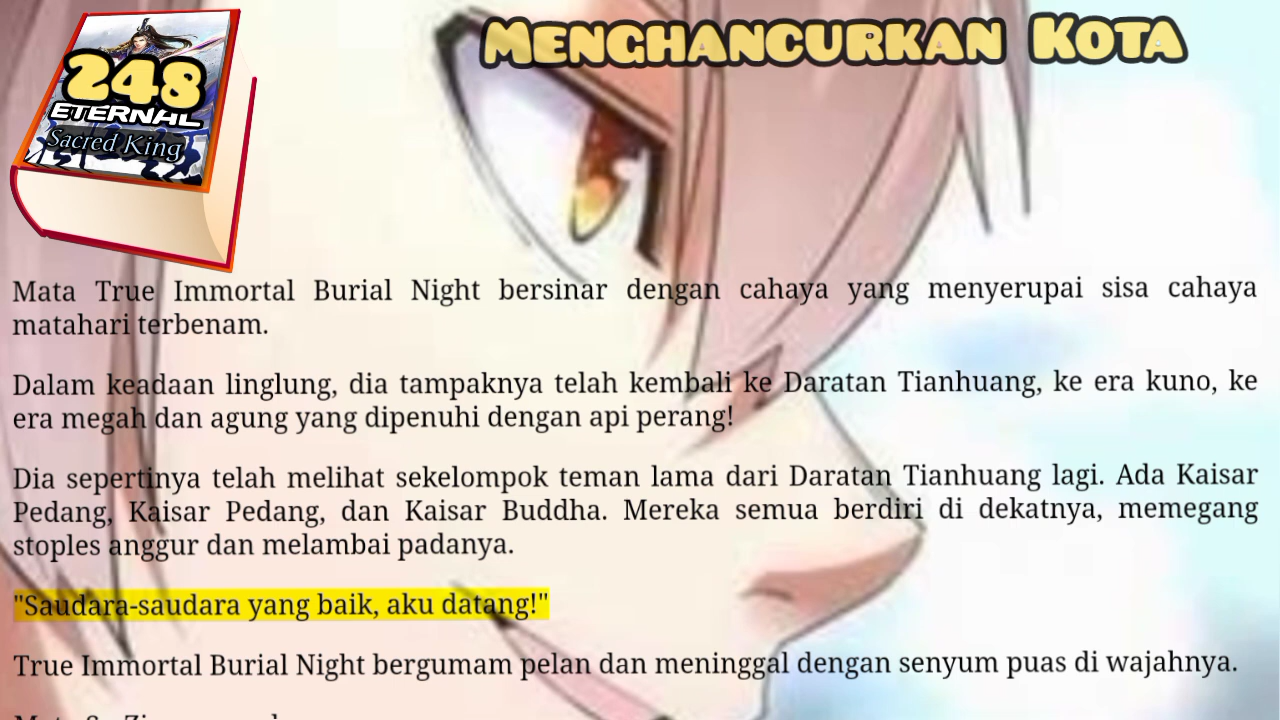 Menghancurkan Kota
248
ETERNAL
Sacred King
Mata True Immortal Burial Night bersinar dengan cahaya yang menyerupai sisa cahaya
matahari terbenam.
Dalam keadaan linglung, dia tampaknya telah kembali ke Daratan Tianhuang, ke era kuno, ke
era megah dan agung yang dipenuhi dengan api perang!
Dia sepertinya telah melihat sekelompok teman lama dari Daratan Tianhuang lagi. Ada Kaisar
Pedang, Kaisar Pedang, dan Kaisar Buddha. Mereka semua berdiri di dekatnya, memegang
stoples anggur dan melambai padanya.
"Saudara-saudara yang baik, aku datang!"
True Immortal Burial Night bergumam pelan dan meninggal dengan senyum puas di wajahnya.